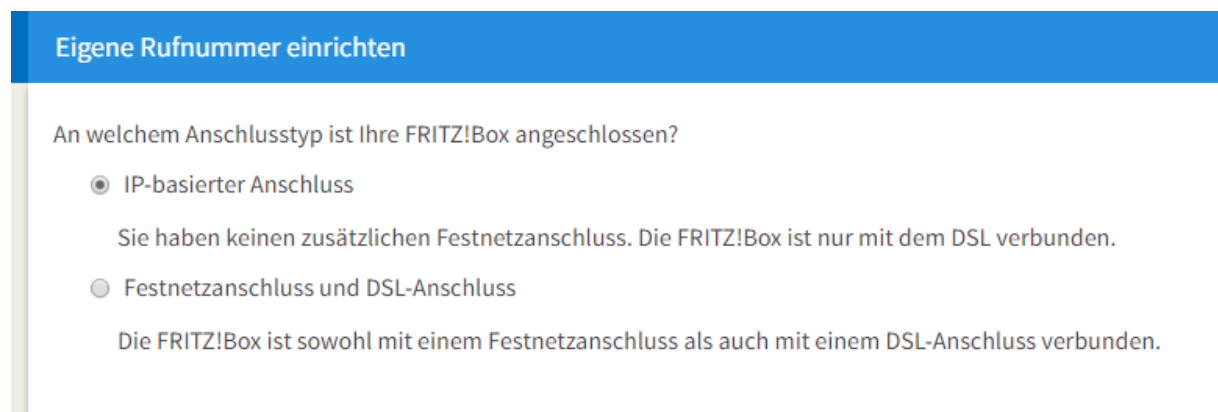 Eigene Rufnummer einrichten
An welchem Anschlusstyp ist Ihre FRITZ!Box angeschlossen?
IP-basierter Anschluss
Sie haben keinen zusätzlichen Festnetzanschluss. Die FRITZ!Box ist nur mit dem DSL verbunden.
Festnetzanschluss und DSL-Anschluss
Die FRITZ!Box ist sowohl mit einem Festnetzanschluss als auch mit einem DSL-Anschluss verbunden.